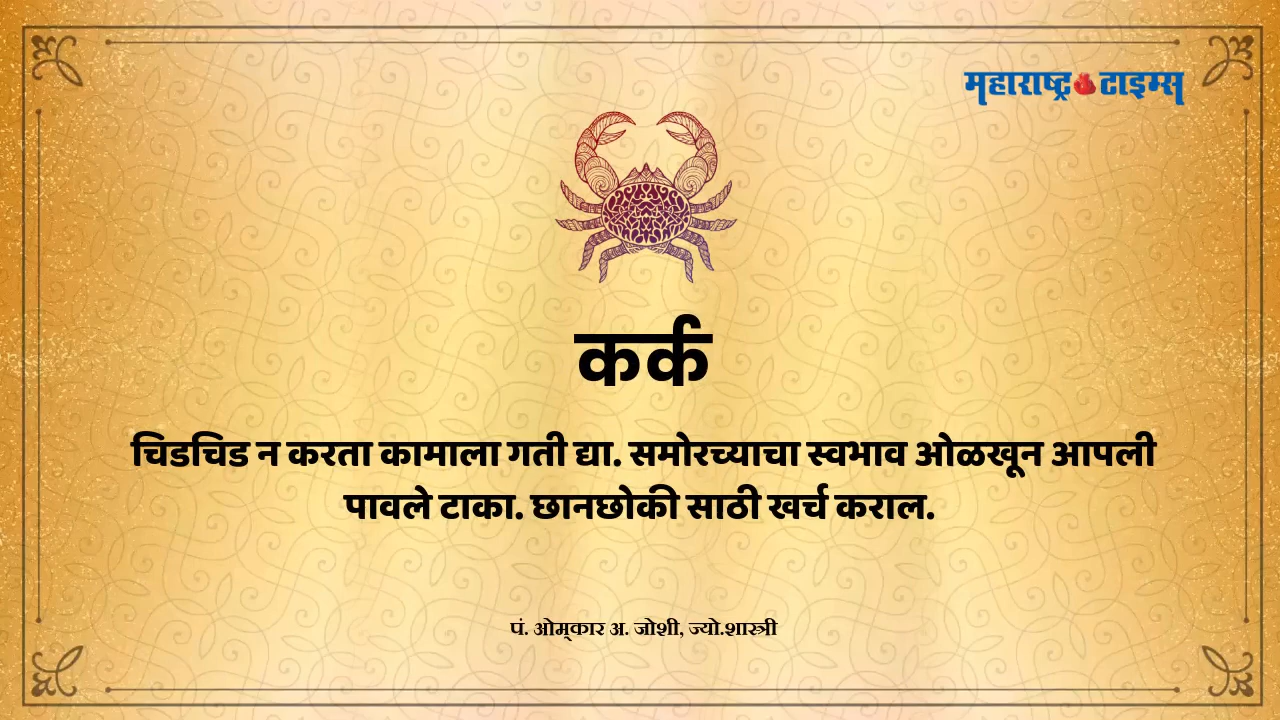 महाराष्ट्र टाइम्स
कर्क
चिडचिड न करता कामाला गती द्या. समोरच्याचा स्वभाव ओळखून आपली
पावले टाका. छानछोकी साठी खर्च कराल.
पं. ओम्कार अ. जोशी, ज्यो.शास्त्री